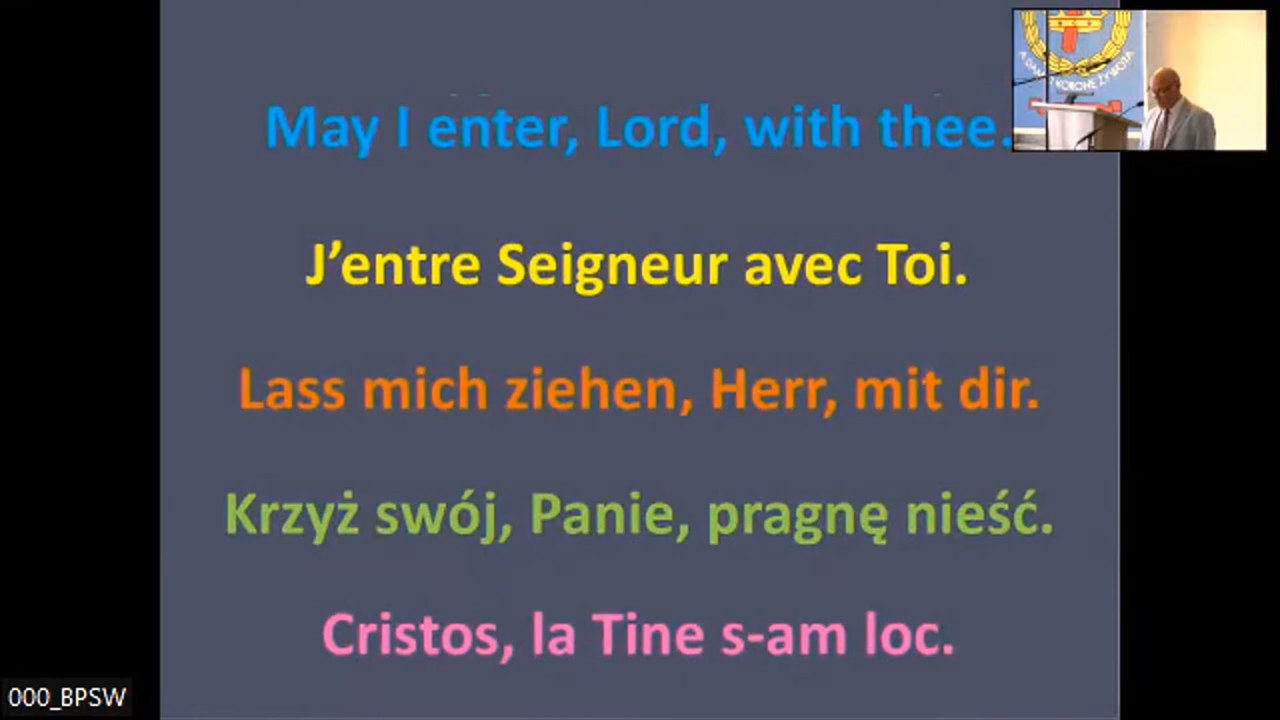 May I enter, Lord, with thee.
J’entre Seigneur avec Toi.
Lass mich ziehen, Herr, mit dir.
Krzyż swój, Panie, pragnę nieść.
Cristos, la Tine s-am loc.
000_BPSW